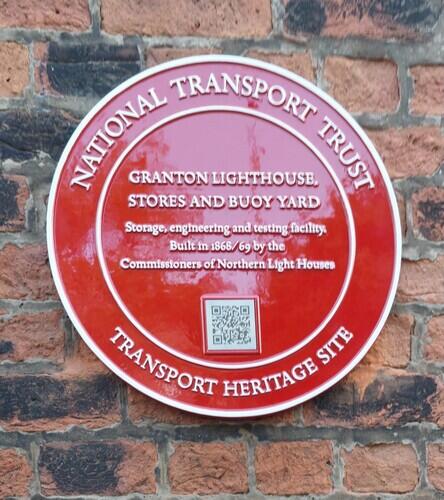 NATIONAL TRANSPORT TRUST
GRANTON LIGHTHOUSE,
STORES AND BUOY YARD
Storage, engineering and testing facility.
Built in 1868/69 by the
Commissioners of Northern Light Houses
TRANSPORT HERITAGE SITE